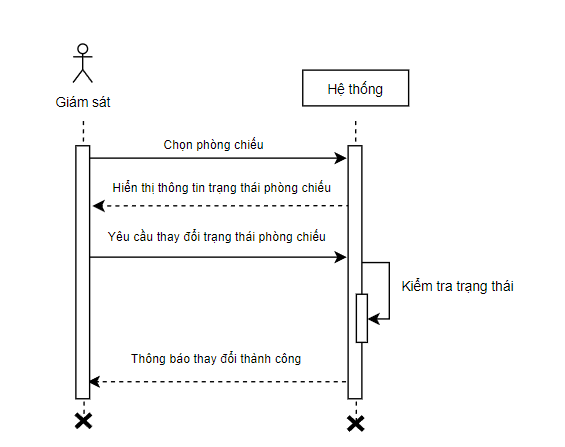 Giám sát
Hệ thống
Chọn phòng chiếu
Hiển thị thông tin trạng thái phòng chiếu
Yêu cầu thay đổi trạng thái phòng chiếu
Kiểm tra trạng thái
Thông báo thay đổi thành công